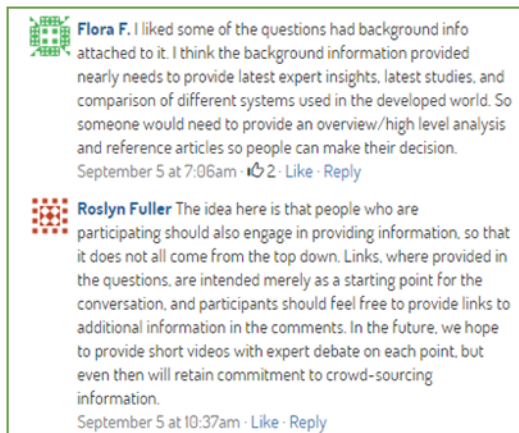 Flora F. I liked some of the questions had background info
attached to it. I think the background information provided
nearly needs to provide latest expert insights, latest studies, and
comparison of different systems used in the developed world. So
someone would need to provide an overview/high level analysis
and reference articles so people can make their decision.
September 5 at 7:06am · 2 · Like · Reply
Roslyn Fuller The idea here is that people who are
participating should also engage in providing information, so that
it does not all come from the top down. Links, where provided in
the questions, are intended merely as a starting point for the
conversation, and participants should feel free to provide links to
additional information in the comments. In the future, we hope
to provide short videos with expert debate on each point, but
even then will retain commitment to crowd-sourcing
information.
September 5 at 10:37am · Like · Reply